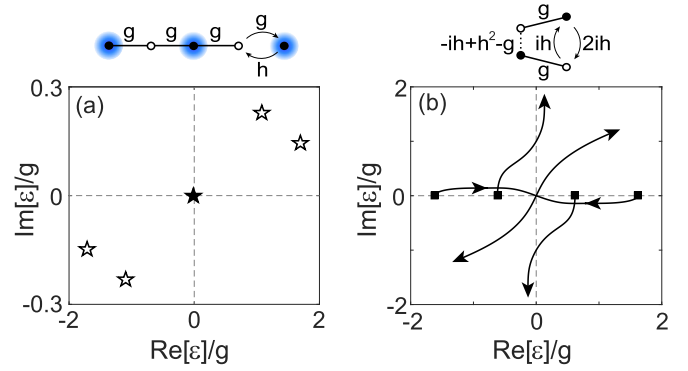 g g g g
h
g
-ih+h²-g ih 2ih
g
(a)
0.3
0
-0.3
Im[ε]/g
-2 0 2
Re[ε]/g
(b)
2
0
-2
Im[ε]/g
-2 0 2
Re[ε]/g